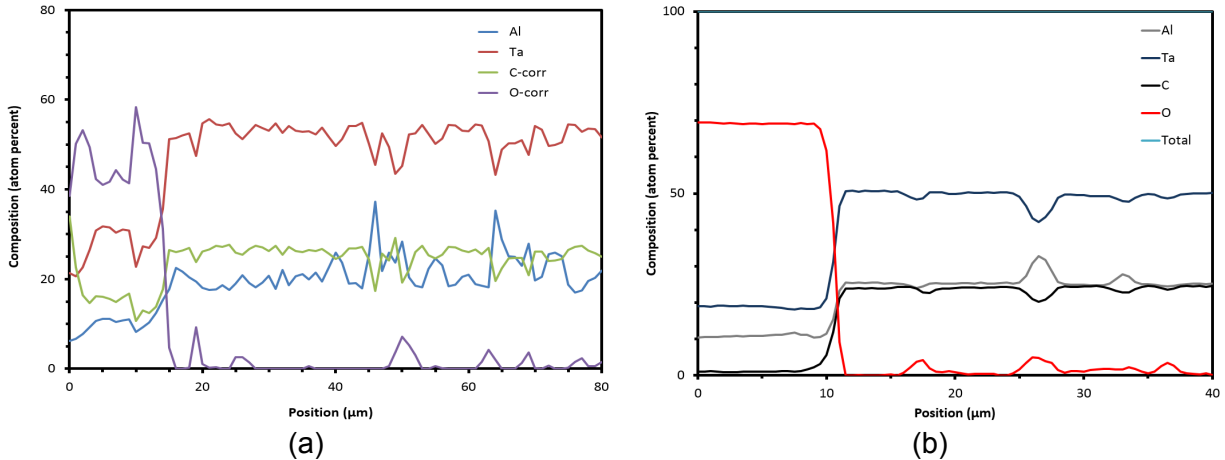 80
60
40
20
0
Composition (atom percent)
Al
Ta
C-corr
O-corr
0 20 40 60 80
Position (µm)
(a)
100
50
0
Composition (atom percent)
Al
Ta
C
O
Total
0 10 20 30 40
Position (µm)
(b)